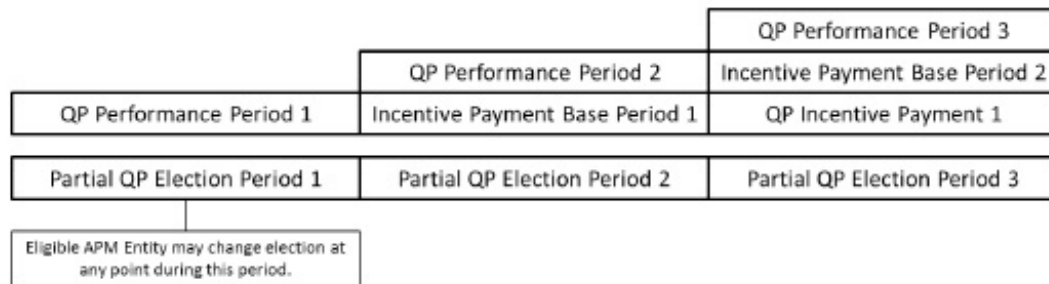 QP Performance Period 3
QP Performance Period 2
Incentive Payment Base Period 2
QP Performance Period 1
Incentive Payment Base Period 1
QP Incentive Payment 1
Partial QP Election Period 1
Partial QP Election Period 2
Partial QP Election Period 3
Eligible APM Entity may change election at
any point during this period.